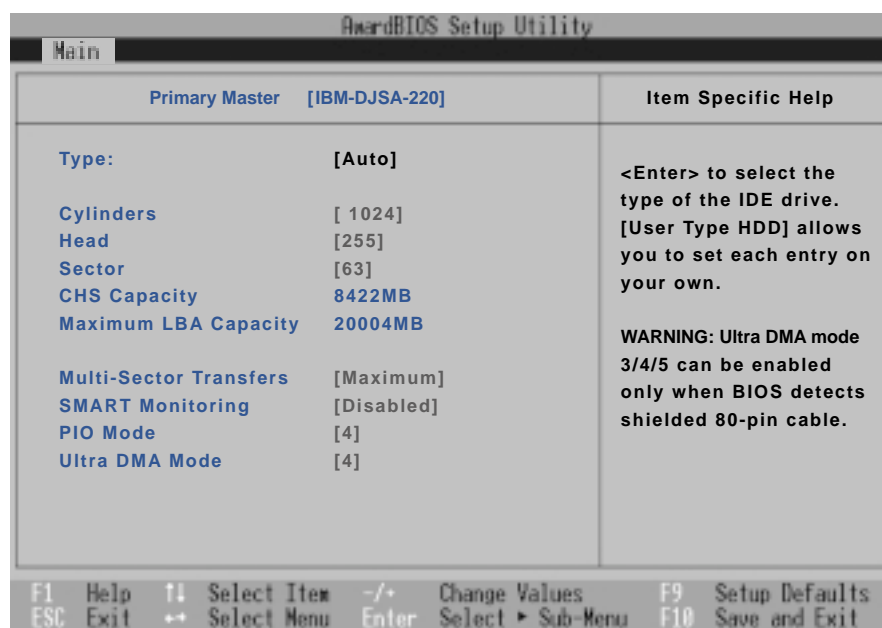 AwardBIOS Setup Utility
Main
Primary Master [IBM-DJSA-220]
Item Specific Help
Type: [Auto]
Cylinders [ 1024]
Head [255]
Sector [63]
CHS Capacity 8422MB
Maximum LBA Capacity 20004MB
Multi-Sector Transfers [Maximum]
SMART Monitoring [Disabled]
PIO Mode [4]
Ultra DMA Mode [4]
<Enter> to select the
type of the IDE drive.
[User Type HDD] allows
you to set each entry on
your own.
WARNING: Ultra DMA mode
3/4/5 can be enabled
only when BIOS detects
shielded 80-pin cable.
F1 Help ↑↓ Select Item -/+ Change Values F9 Setup Defaults
ESC Exit ←→ Select Menu Enter Select ► Sub-Menu F10 Save and Exit